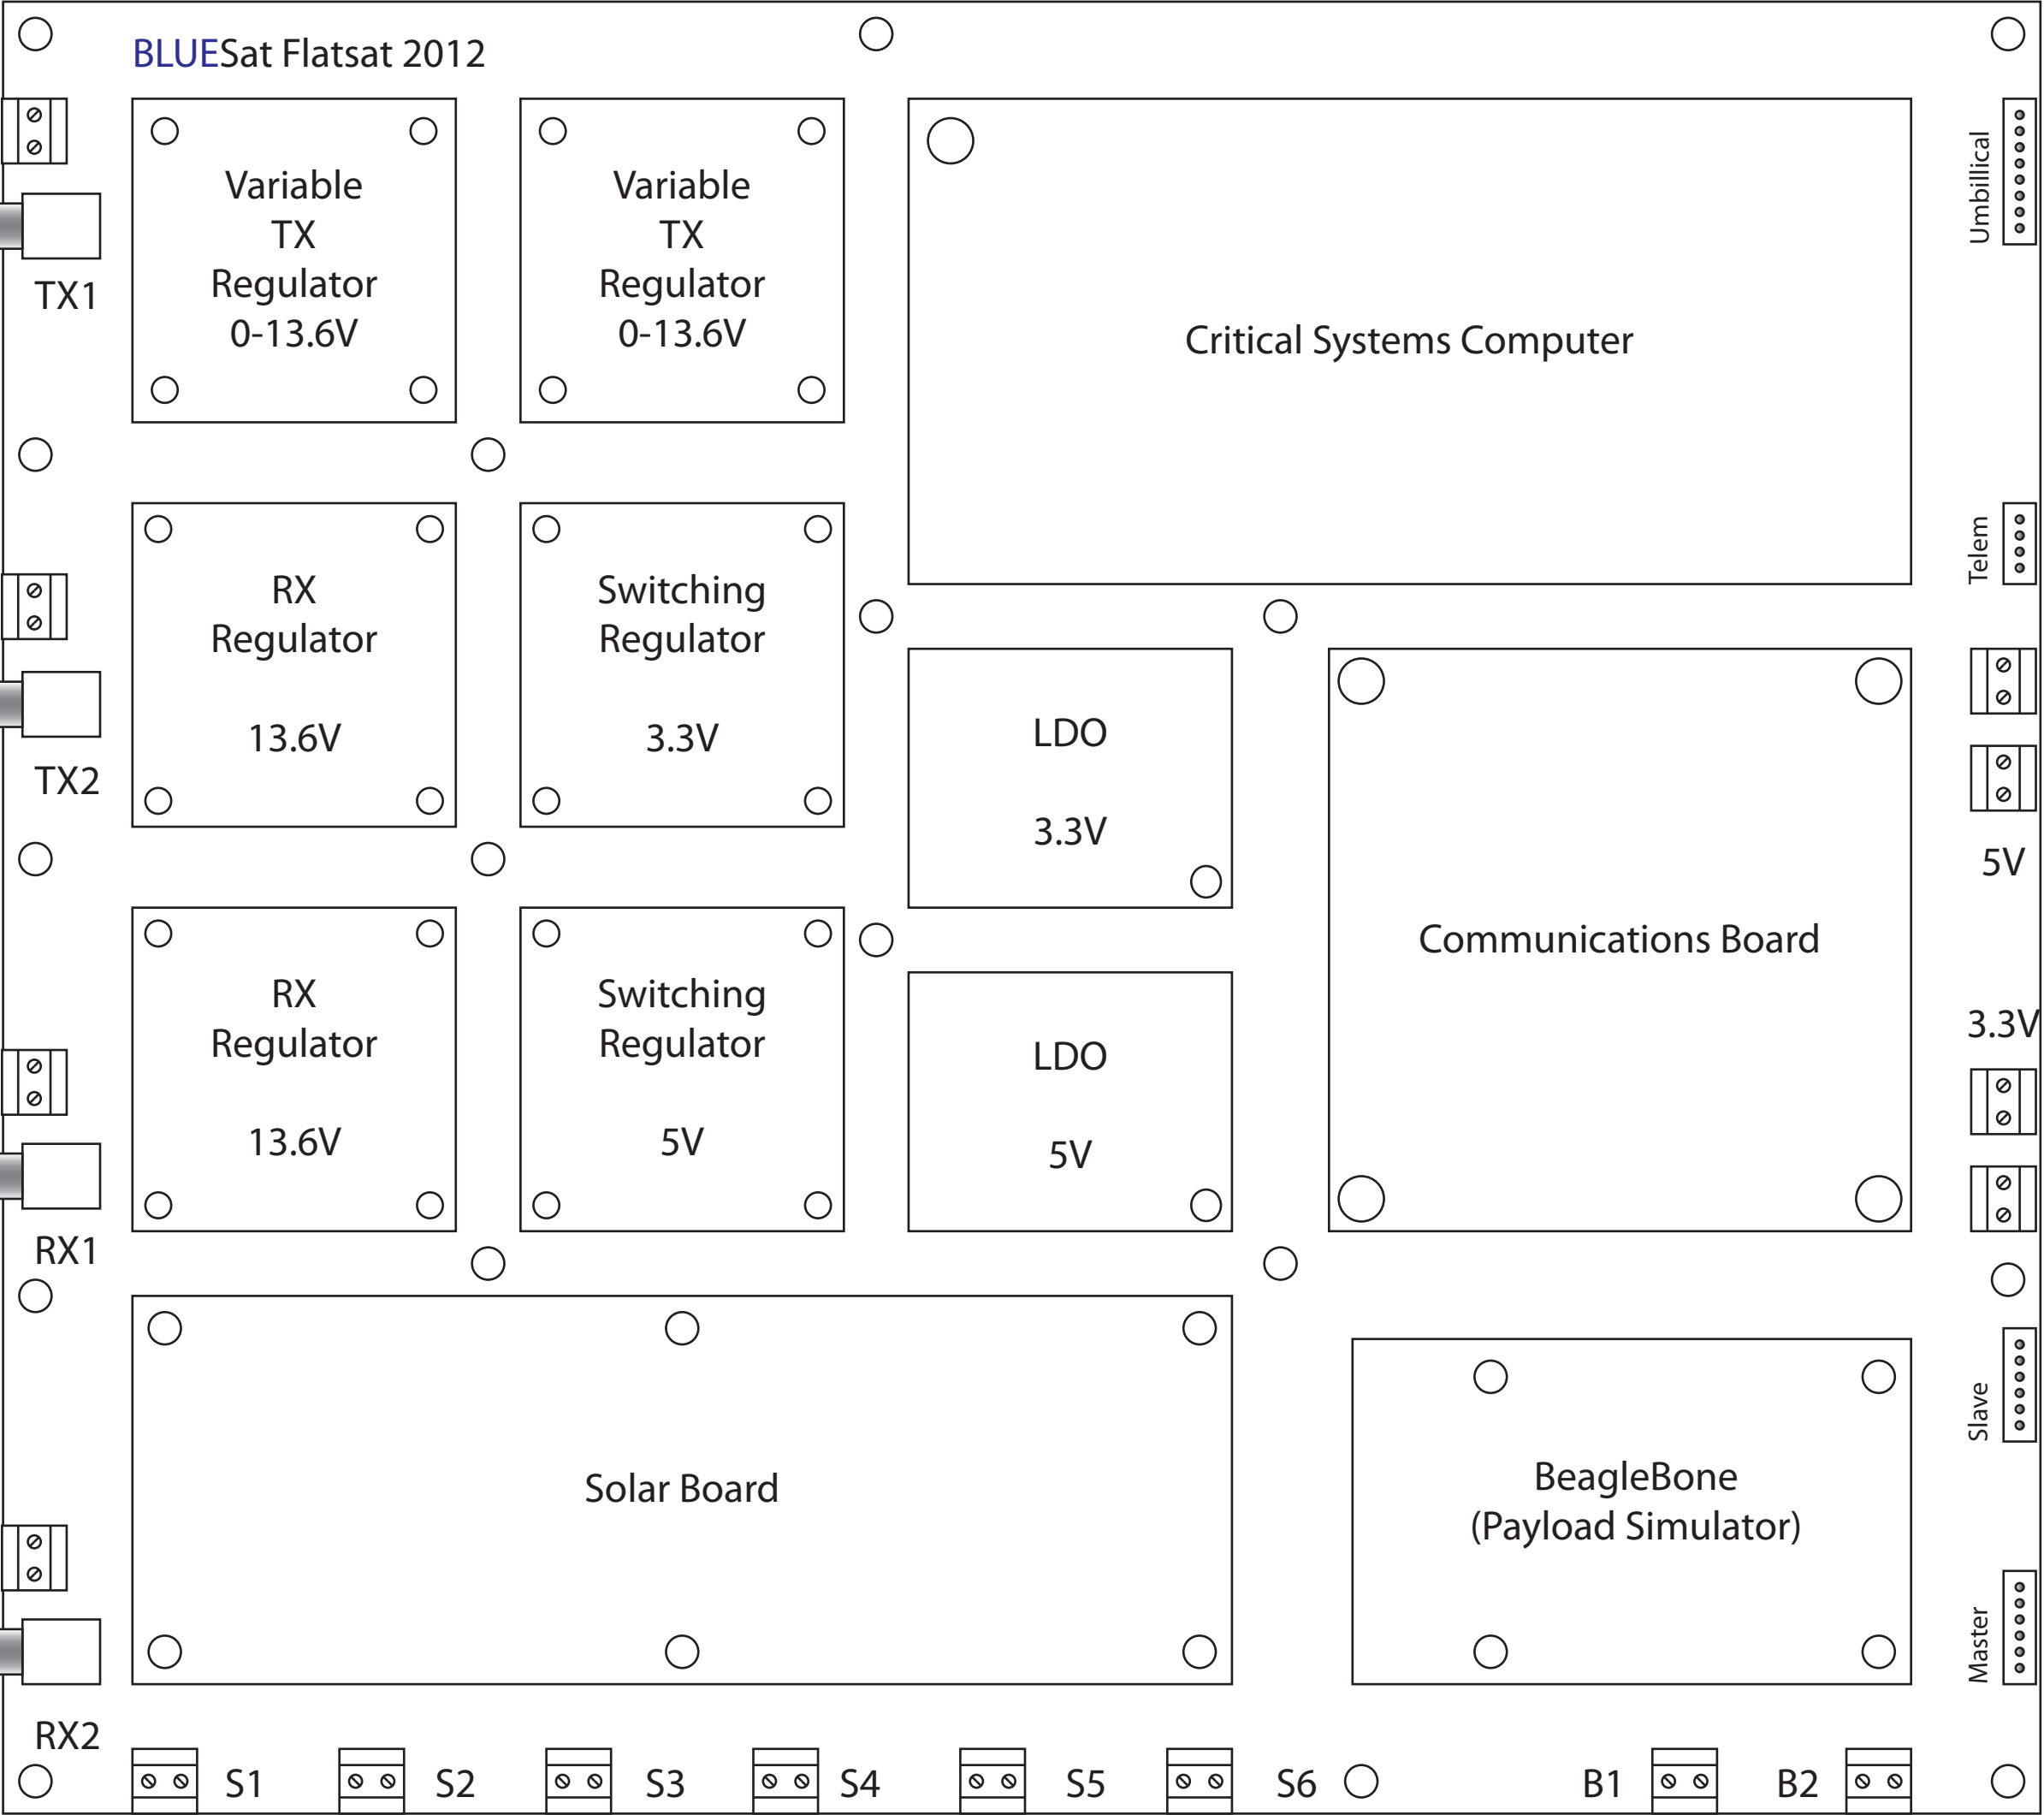 BLUESat Flatsat 2012
Variable
TX
Regulator
0-13.6V
Variable
TX
Regulator
0-13.6V
Critical Systems Computer
Umbillical
TX1
RX
Regulator
13.6V
Switching
Regulator
3.3V
Telem
TX2
LDO
3.3V
Communications Board
5V
RX
Regulator
13.6V
Switching
Regulator
5V
LDO
5V
3.3V
RX1
Solar Board
BeagleBone
(Payload Simulator)
Slave
Master
RX2
S1
S2
S3
S4
S5
S6
B1
B2